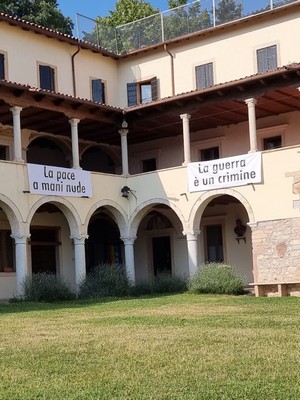 La pace
a mani nude
La guerra
è un crimine